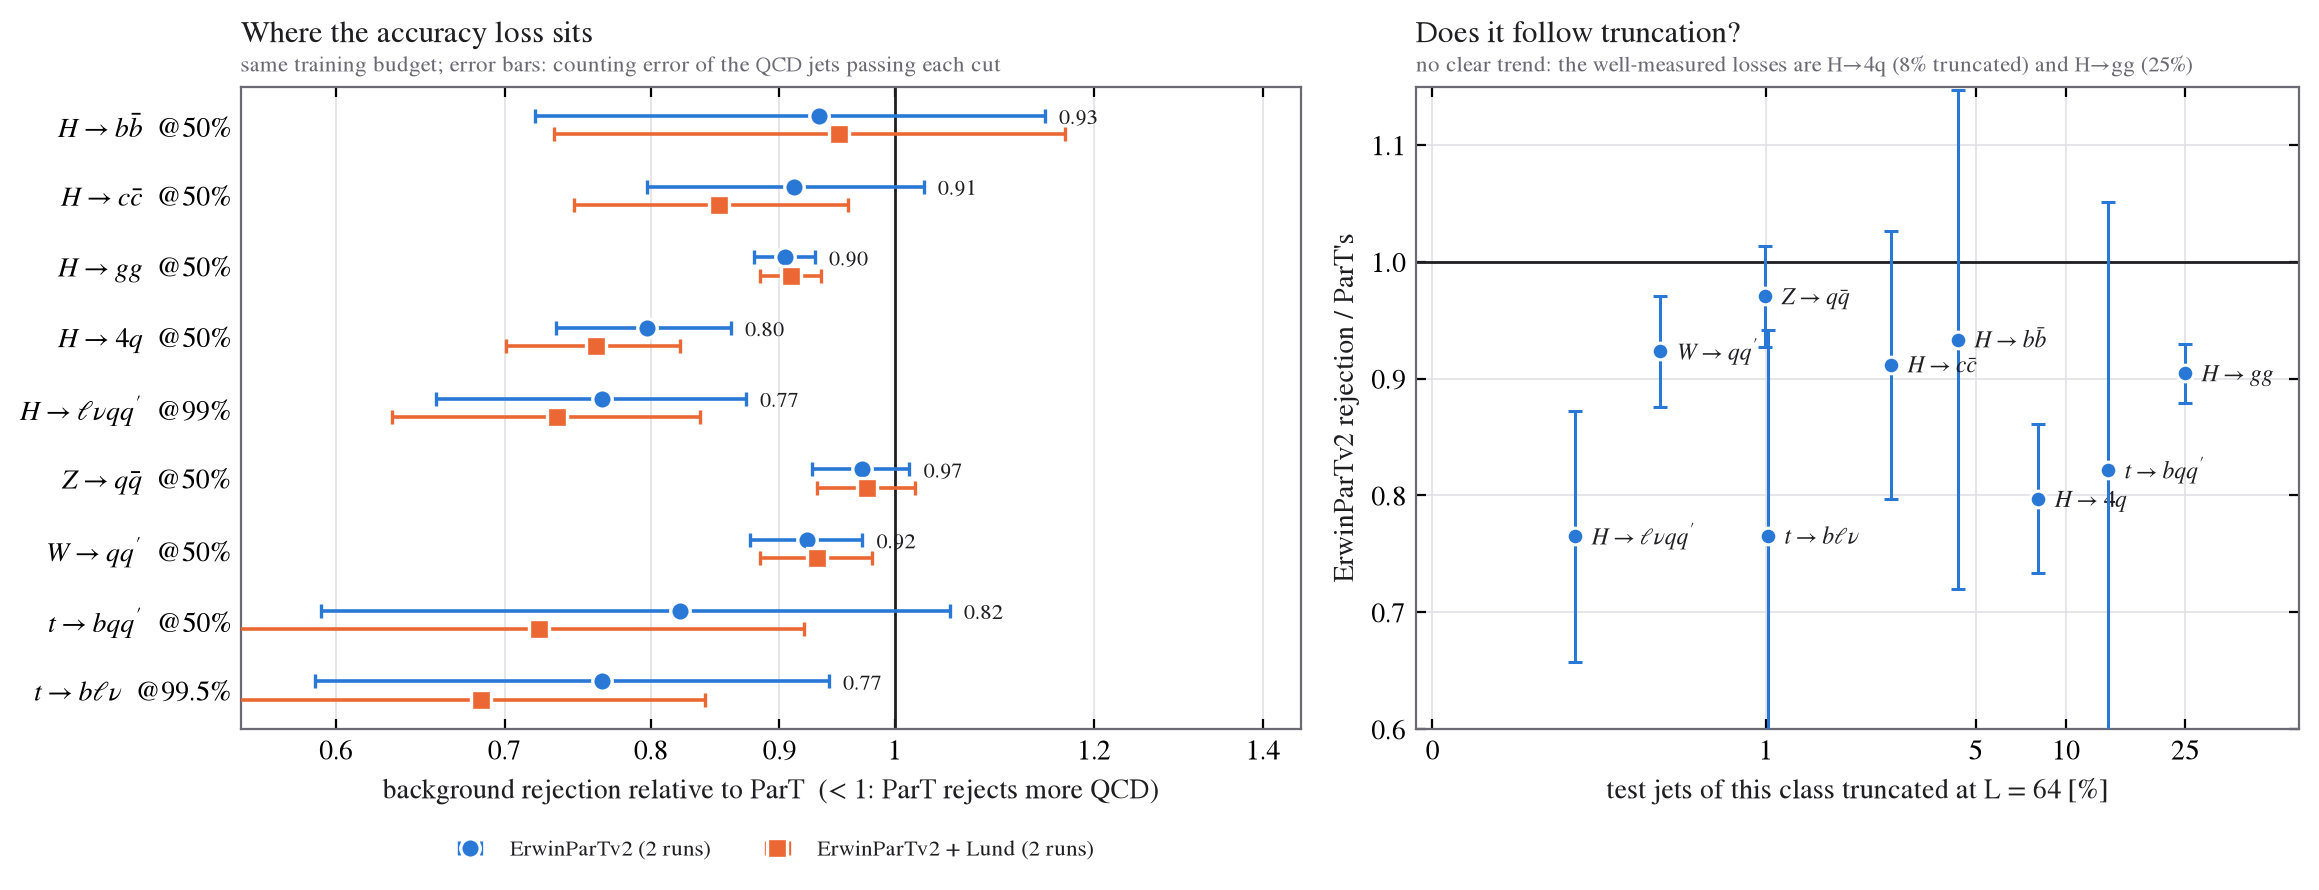 Where the accuracy loss sits
same training budget; error bars: counting error of the QCD jets passing each cut
H → bb̄ @50%
0.93
H → cc̄ @50%
0.91
H → gg @50%
0.90
H → 4q @50%
0.80
H → ℓνqq′ @99%
0.77
Z → qq̄ @50%
0.97
W → qq′ @50%
0.92
t → bqq′ @50%
0.82
t → bℓν @99.5%
0.77
0.6 0.7 0.8 0.9 1 1.2 1.4
background rejection relative to ParT (< 1: ParT rejects more QCD)
ErwinParTv2 (2 runs) ErwinParTv2 + Lund (2 runs)
Does it follow truncation?
no clear trend: the well-measured losses are H→4q (8% truncated) and H→gg (25%)
ErwinParTv2 rejection / ParT's
1.1
1.0
0.9
0.8
0.7
0.6
Z → qq̄
H → bb̄
W → qq′
H → cc̄
H → gg
t → bqq′
H → 4q
H → ℓνqq′
t → bℓν
0 1 5 10 25
test jets of this class truncated at L = 64 [%]